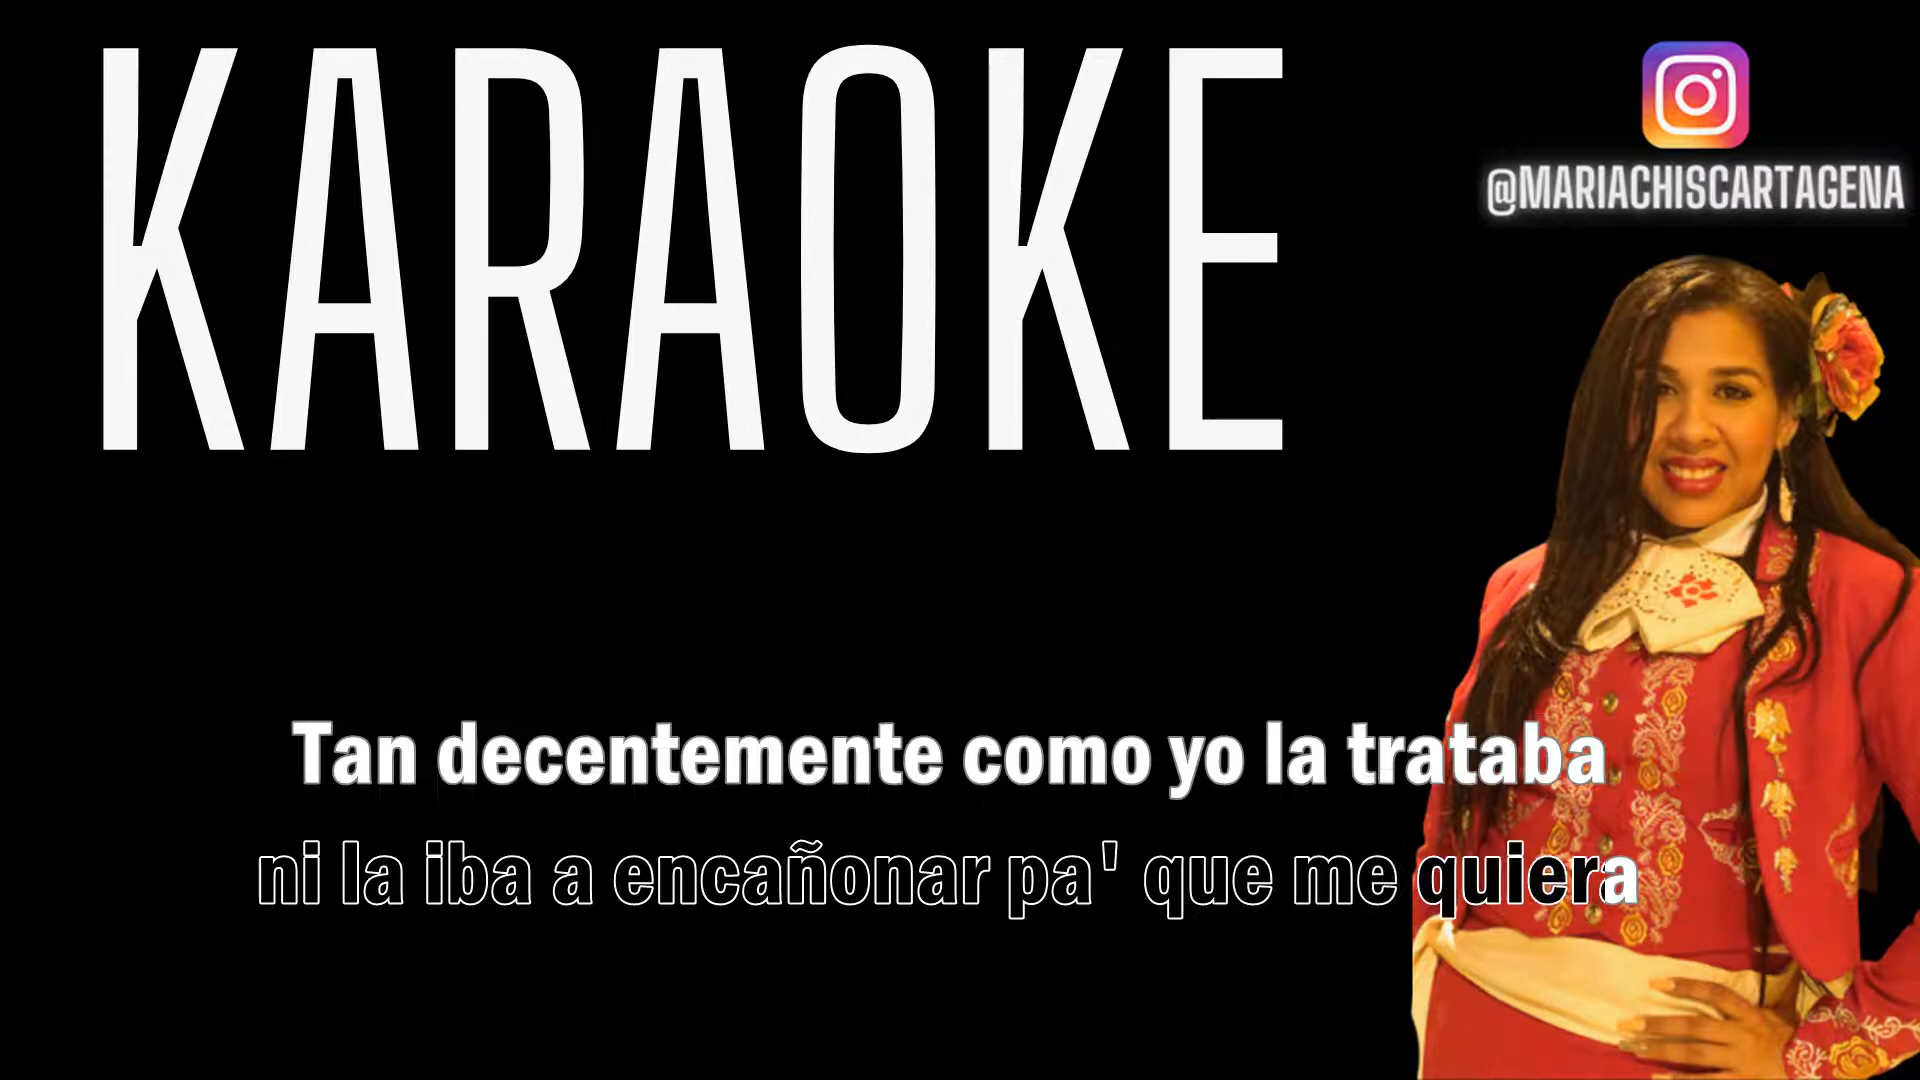 KARAOKE
@MARIACHISCARTAGENA
Tan decentemente como yo la trataba
ni la iba a encañonar pa' que me quiera